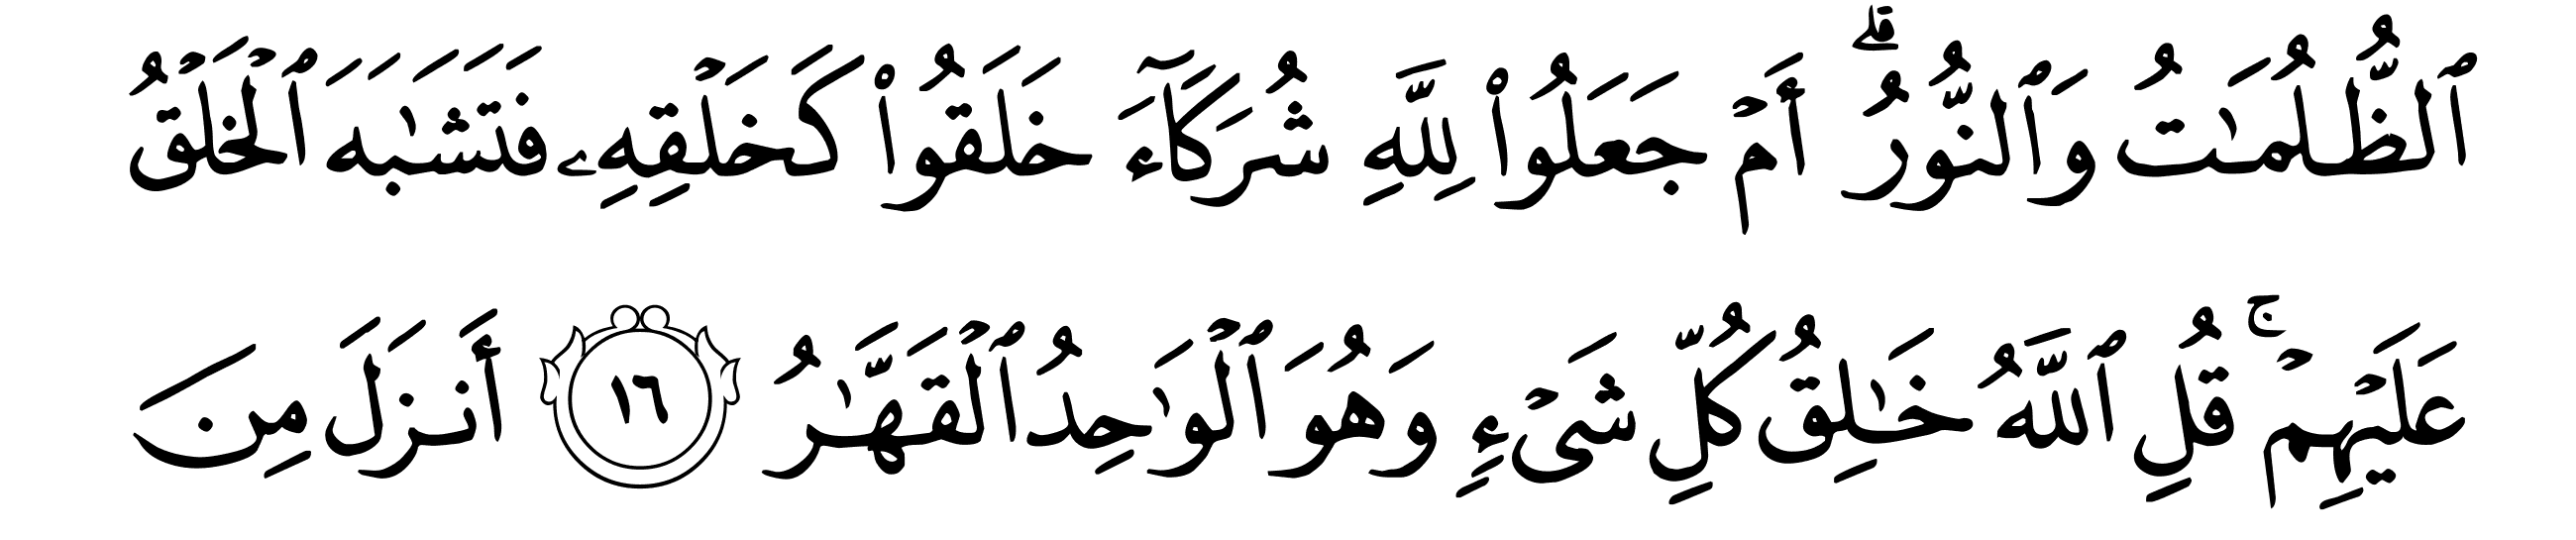 ٱلظُّلُمَٰتُ وَٱلنُّورُۗ أَمۡ جَعَلُواْ لِلَّهِ شُرَكَآءَ خَلَقُواْ كَخَلۡقِهِۦ فَتَشَٰبَهَ ٱلۡخَلۡقُ
عَلَيۡهِمۡۚ قُلِ ٱللَّهُ خَٰلِقُ كُلِّ شَيۡءٖ وَهُوَ ٱلۡوَٰحِدُ ٱلۡقَهَّٰرُ ١٦ أَنزَلَ مِنَ